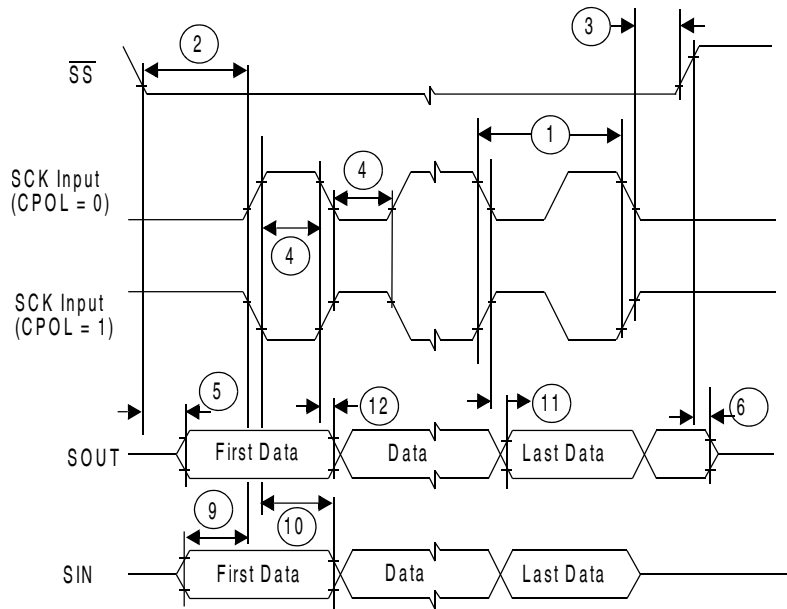 2
3
SS
1
SCK Input
(CPOL = 0)
4
4
SCK Input
(CPOL = 1)
5
12
11
6
SOUT
First Data
Data
Last Data
9
10
SIN
First Data
Data
Last Data